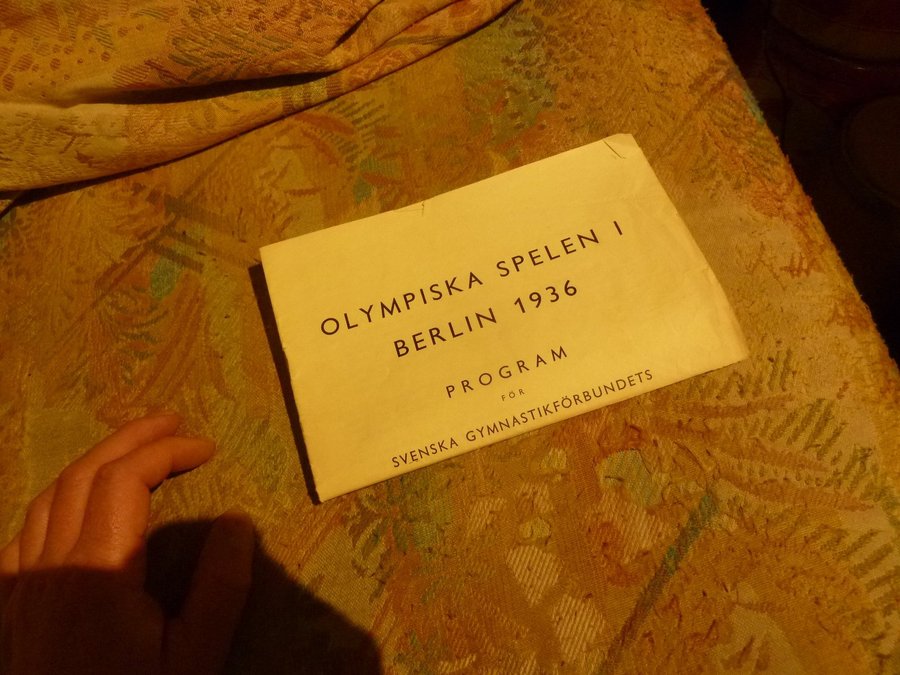 OLYMPISKA SPELEN I
BERLIN 1936
PROGRAM
FÖR
SVENSKA GYMNASTIKFÖRBUNDETS